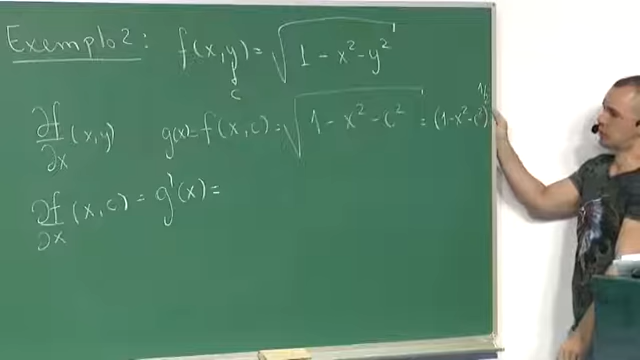 Exemplo 2: f(x,y) = √(1 - x² - y²)
c
∂f/∂x (x,y) g(x) = f(x,c) = √(1 - x² - c²) = (1-x²-c²)^1/2
∂f/∂x (x,c) = g'(x) =